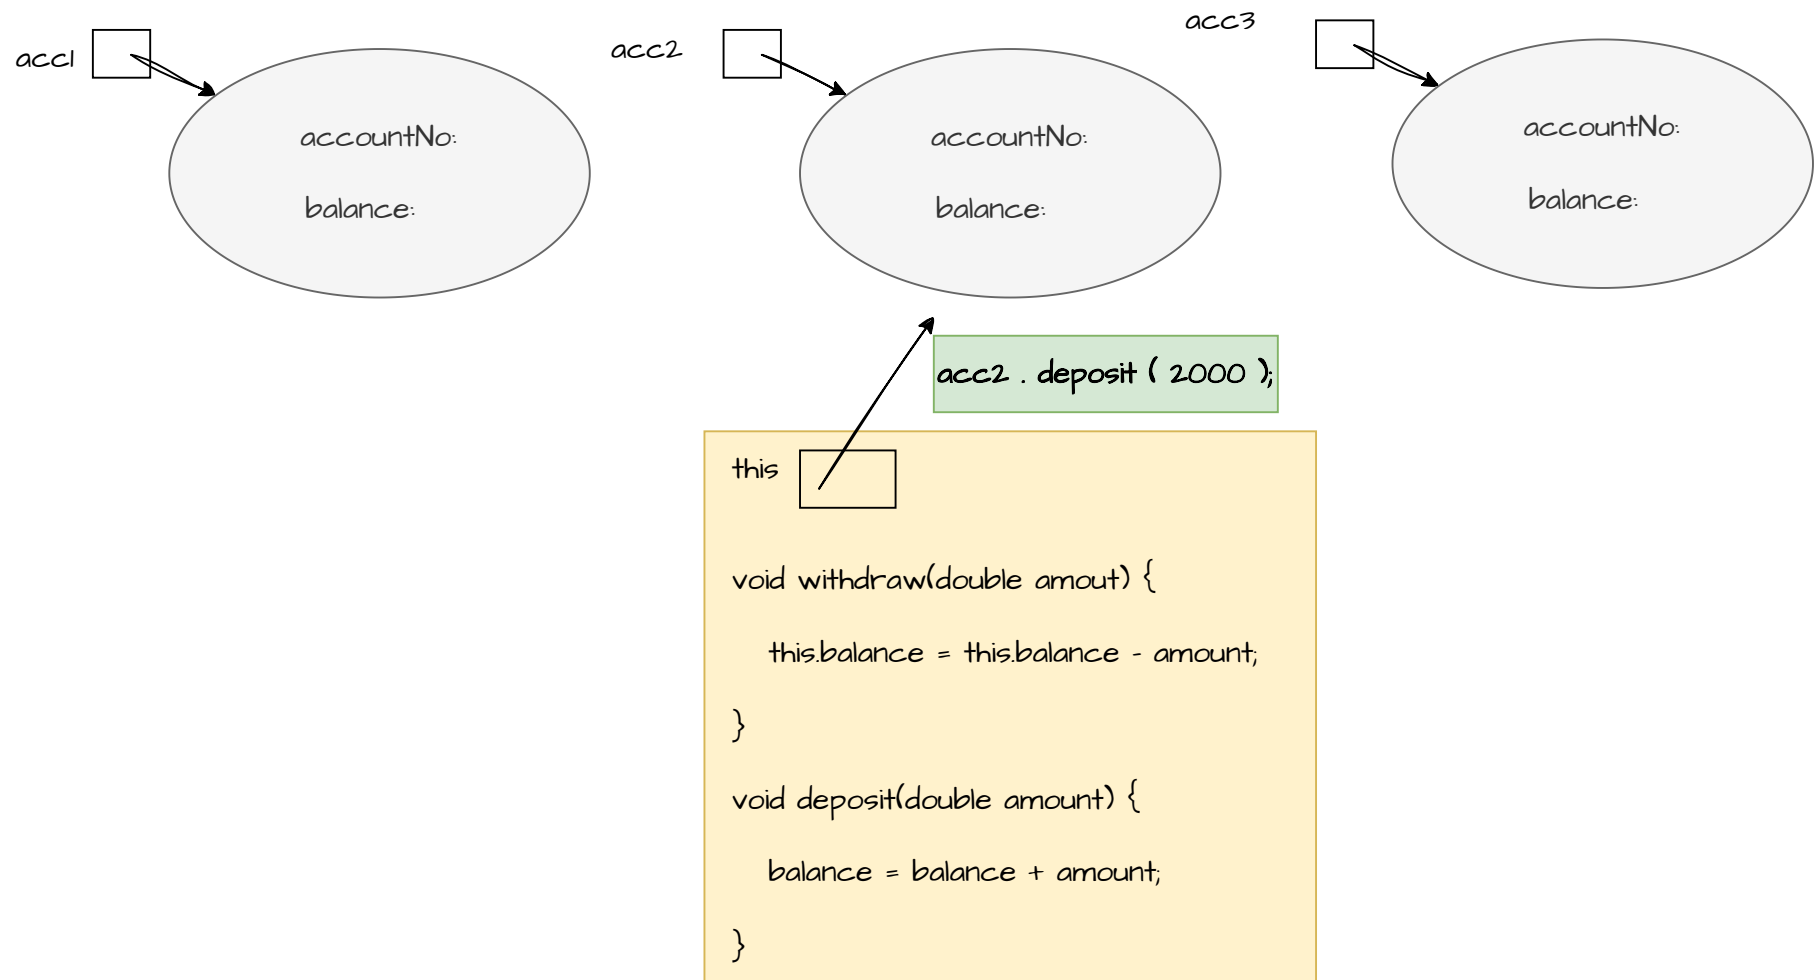 acc1
acc2
acc3
accountNo:
balance:
accountNo:
balance:
accountNo:
balance:
acc2 . deposit ( 2000 );
this
void withdraw(double amout) {
this.balance = this.balance - amount;
}
void deposit(double amount) {
balance = balance + amount;
}